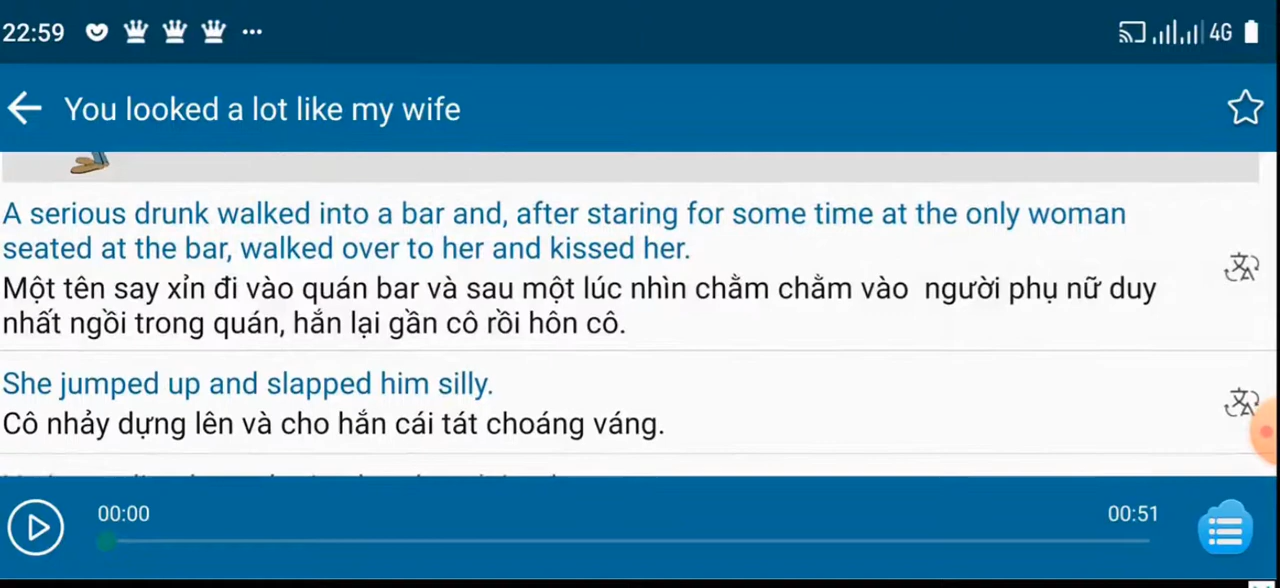 22:59
4G
You looked a lot like my wife
A serious drunk walked into a bar and, after staring for some time at the only woman
seated at the bar, walked over to her and kissed her.
Một tên say xỉn đi vào quán bar và sau một lúc nhìn chằm chằm vào người phụ nữ duy
nhất ngồi trong quán, hắn lại gần cô rồi hôn cô.
She jumped up and slapped him silly.
Cô nhảy dựng lên và cho hắn cái tát choáng váng.
00:00
00:51